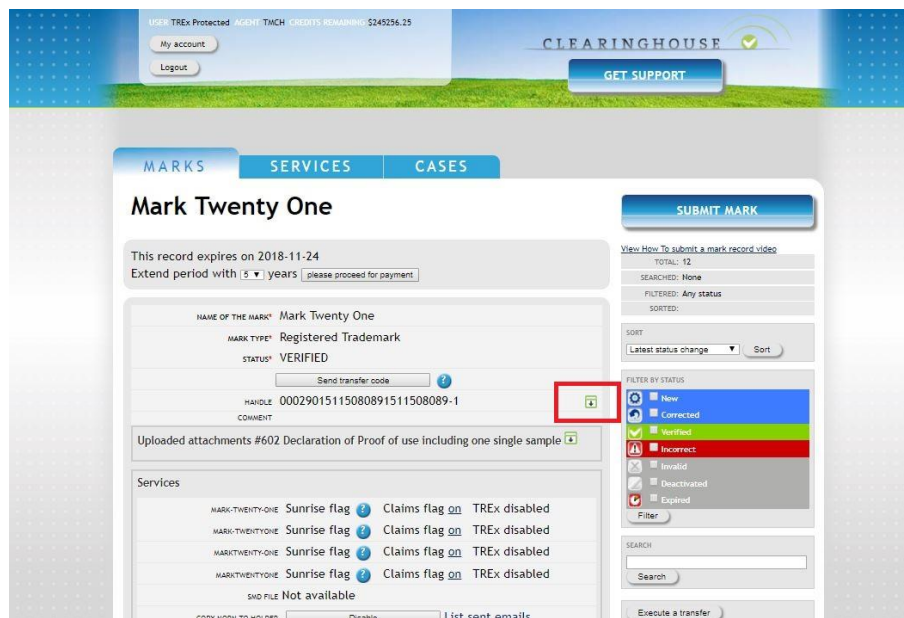 USER TREx Protected AGENT TMCH CREDITS REMAINING $245256.25
My account
Logout
CLEARINGHOUSE
GET SUPPORT
MARKS SERVICES CASES
Mark Twenty One
This record expires on 2018-11-24
Extend period with 5 years please proceed for payment
NAME OF THE MARK* Mark Twenty One
MARK TYPE* Registered Trademark
STATUS* VERIFIED
Send transfer code
HANDLE 00029015115080891511508089-1
COMMENT
Uploaded attachments #602 Declaration of Proof of use including one single sample
Services
MARK-TWENTY-ONE Sunrise flag Claims flag on TREx disabled
MARK-TWENTYONE Sunrise flag Claims flag on TREx disabled
MARKTWENTY-ONE Sunrise flag Claims flag on TREx disabled
MARKTWENTYONE Sunrise flag Claims flag on TREx disabled
SMD FILE Not available
COPY NORN TO HOLDER Disable List sent emails
SUBMIT MARK
View How To submit a mark record video
TOTAL: 12
SEARCHED: None
FILTERED: Any status
SORTED:
SORT
Latest status change Sort
FILTER BY STATUS
New
Corrected
Verified
Incorrect
Invalid
Deactivated
Expired
Filter
SEARCH
Search
Execute a transfer